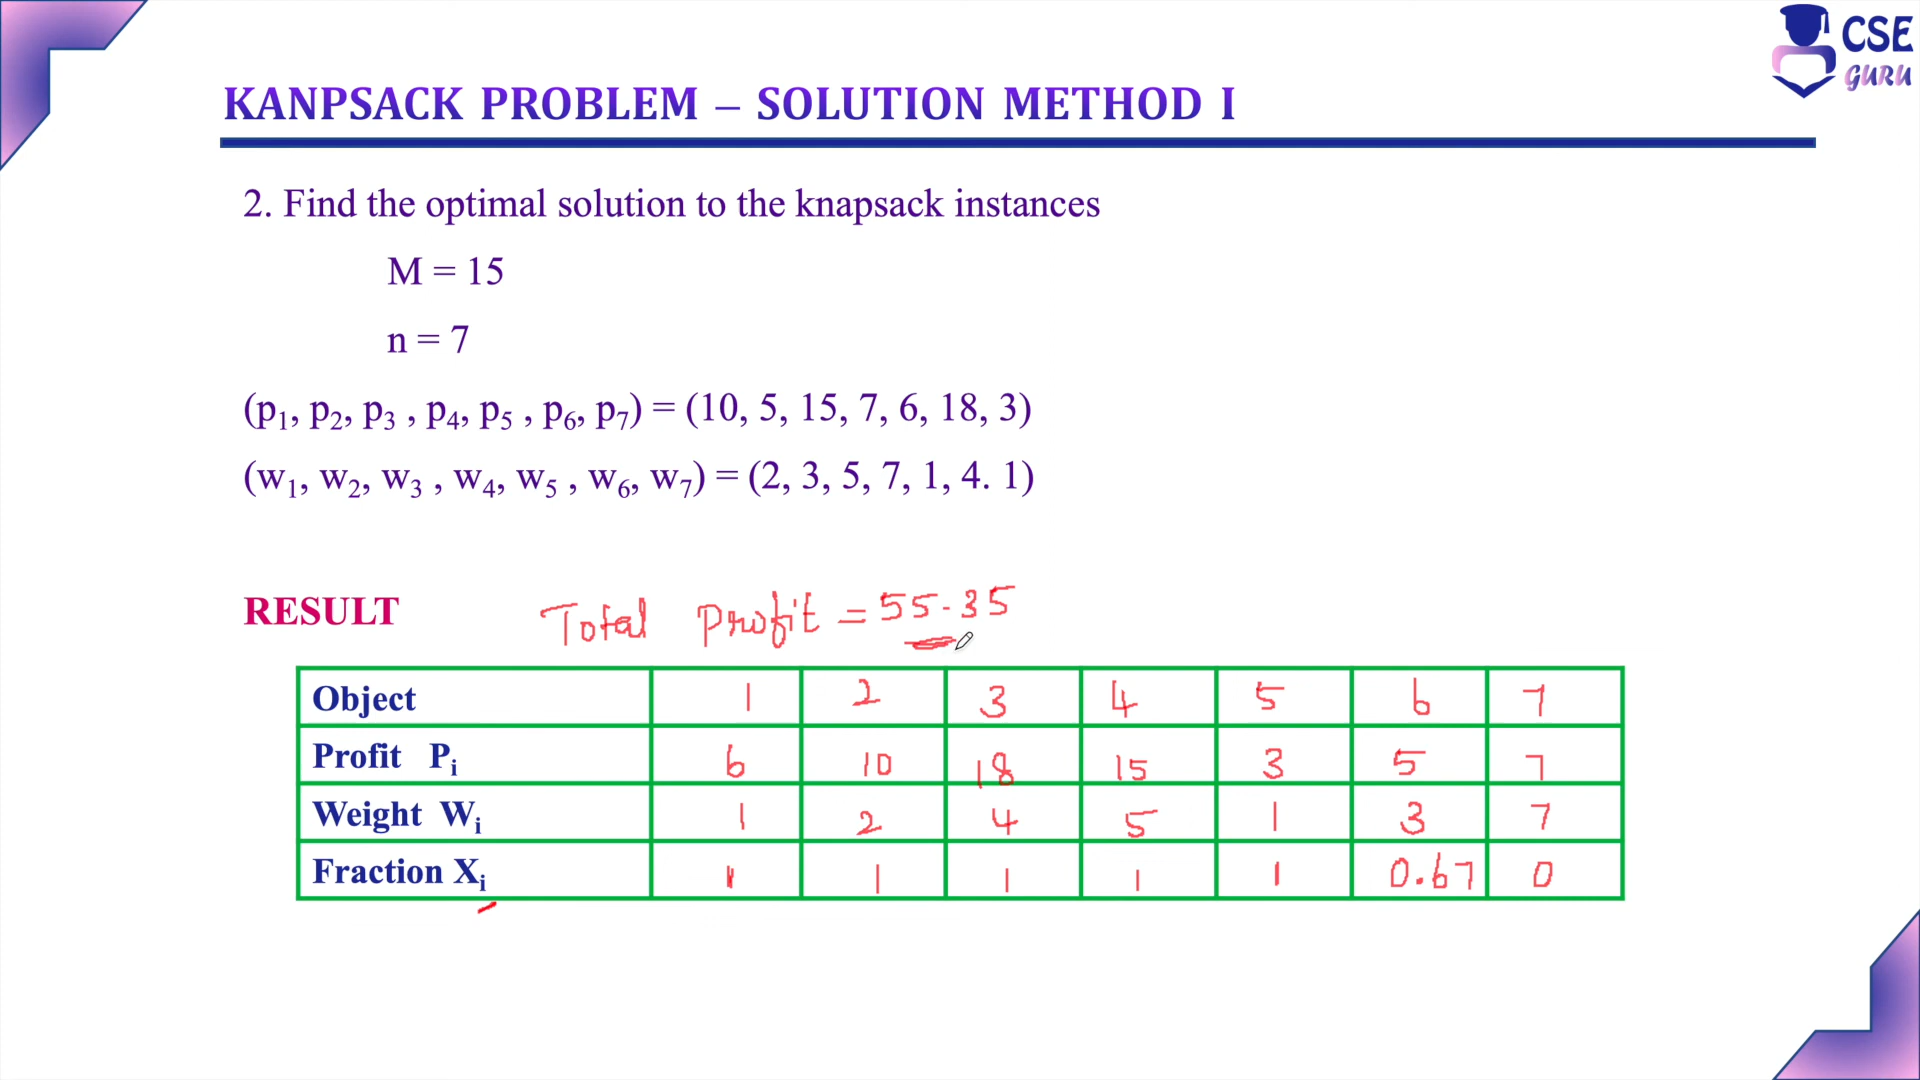 CSE
GURU
KANPSACK PROBLEM – SOLUTION METHOD I
2. Find the optimal solution to the knapsack instances
M = 15
n = 7
(p1, p2, p3 , p4, p5 , p6, p7) = (10, 5, 15, 7, 6, 18, 3)
(w1, w2, w3 , w4, w5 , w6, w7) = (2, 3, 5, 7, 1, 4. 1)
RESULT Total Profit = 55.35
Object 1 2 3 4 5 6 7
Profit Pi 6 10 18 15 3 5 7
Weight Wi 1 2 4 5 1 3 7
Fraction Xi 1 1 1 1 1 0.67 0